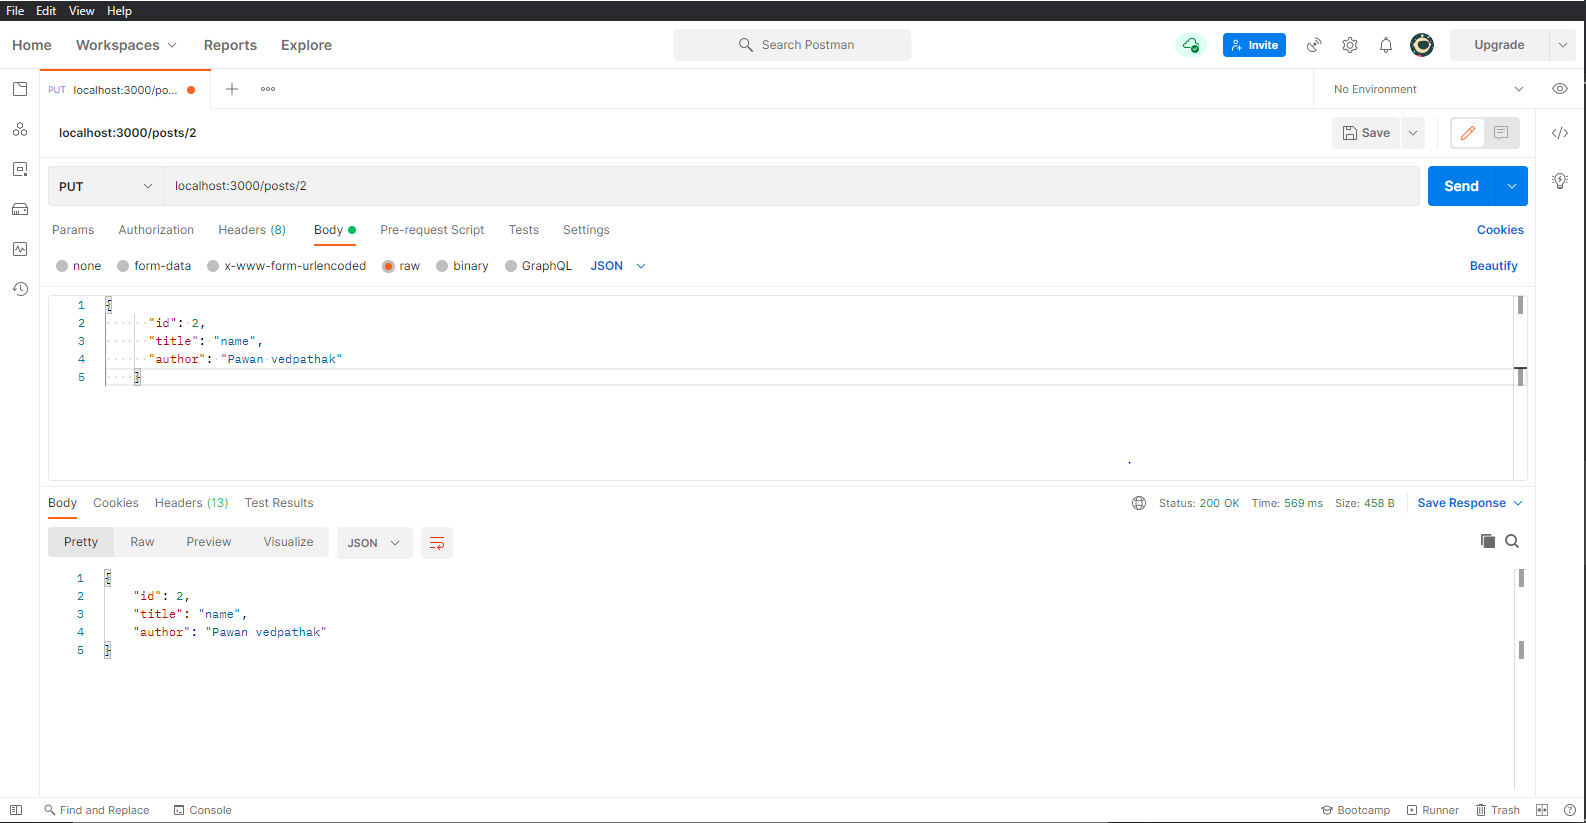 File Edit View Help
Home Workspaces Reports Explore Search Postman Invite Upgrade
PUT localhost:3000/po... No Environment
localhost:3000/posts/2 Save
PUT localhost:3000/posts/2 Send
Params Authorization Headers (8) Body Pre-request Script Tests Settings Cookies
none form-data x-www-form-urlencoded raw binary GraphQL JSON Beautify
1 {
2 "id": 2,
3 "title": "name",
4 "author": "Pawan vedpathak"
5 }
Body Cookies Headers (13) Test Results Status: 200 OK Time: 569 ms Size: 458 B Save Response
Pretty Raw Preview Visualize JSON
1 {
2 "id": 2,
3 "title": "name",
4 "author": "Pawan vedpathak"
5 }
Find and Replace Console Bootcamp Runner Trash